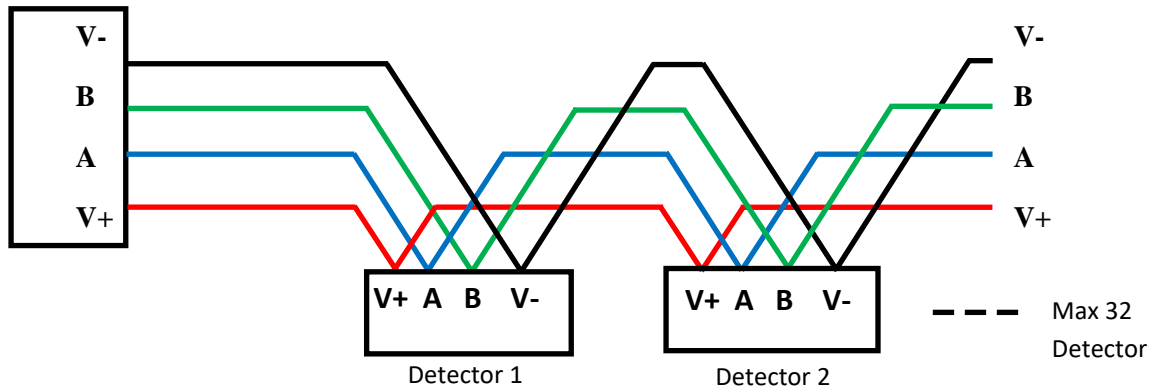 V- V-
B B
A A
V+ V+
V+ A B V- V+ A B V-
Max 32
Detector
Detector 1 Detector 2